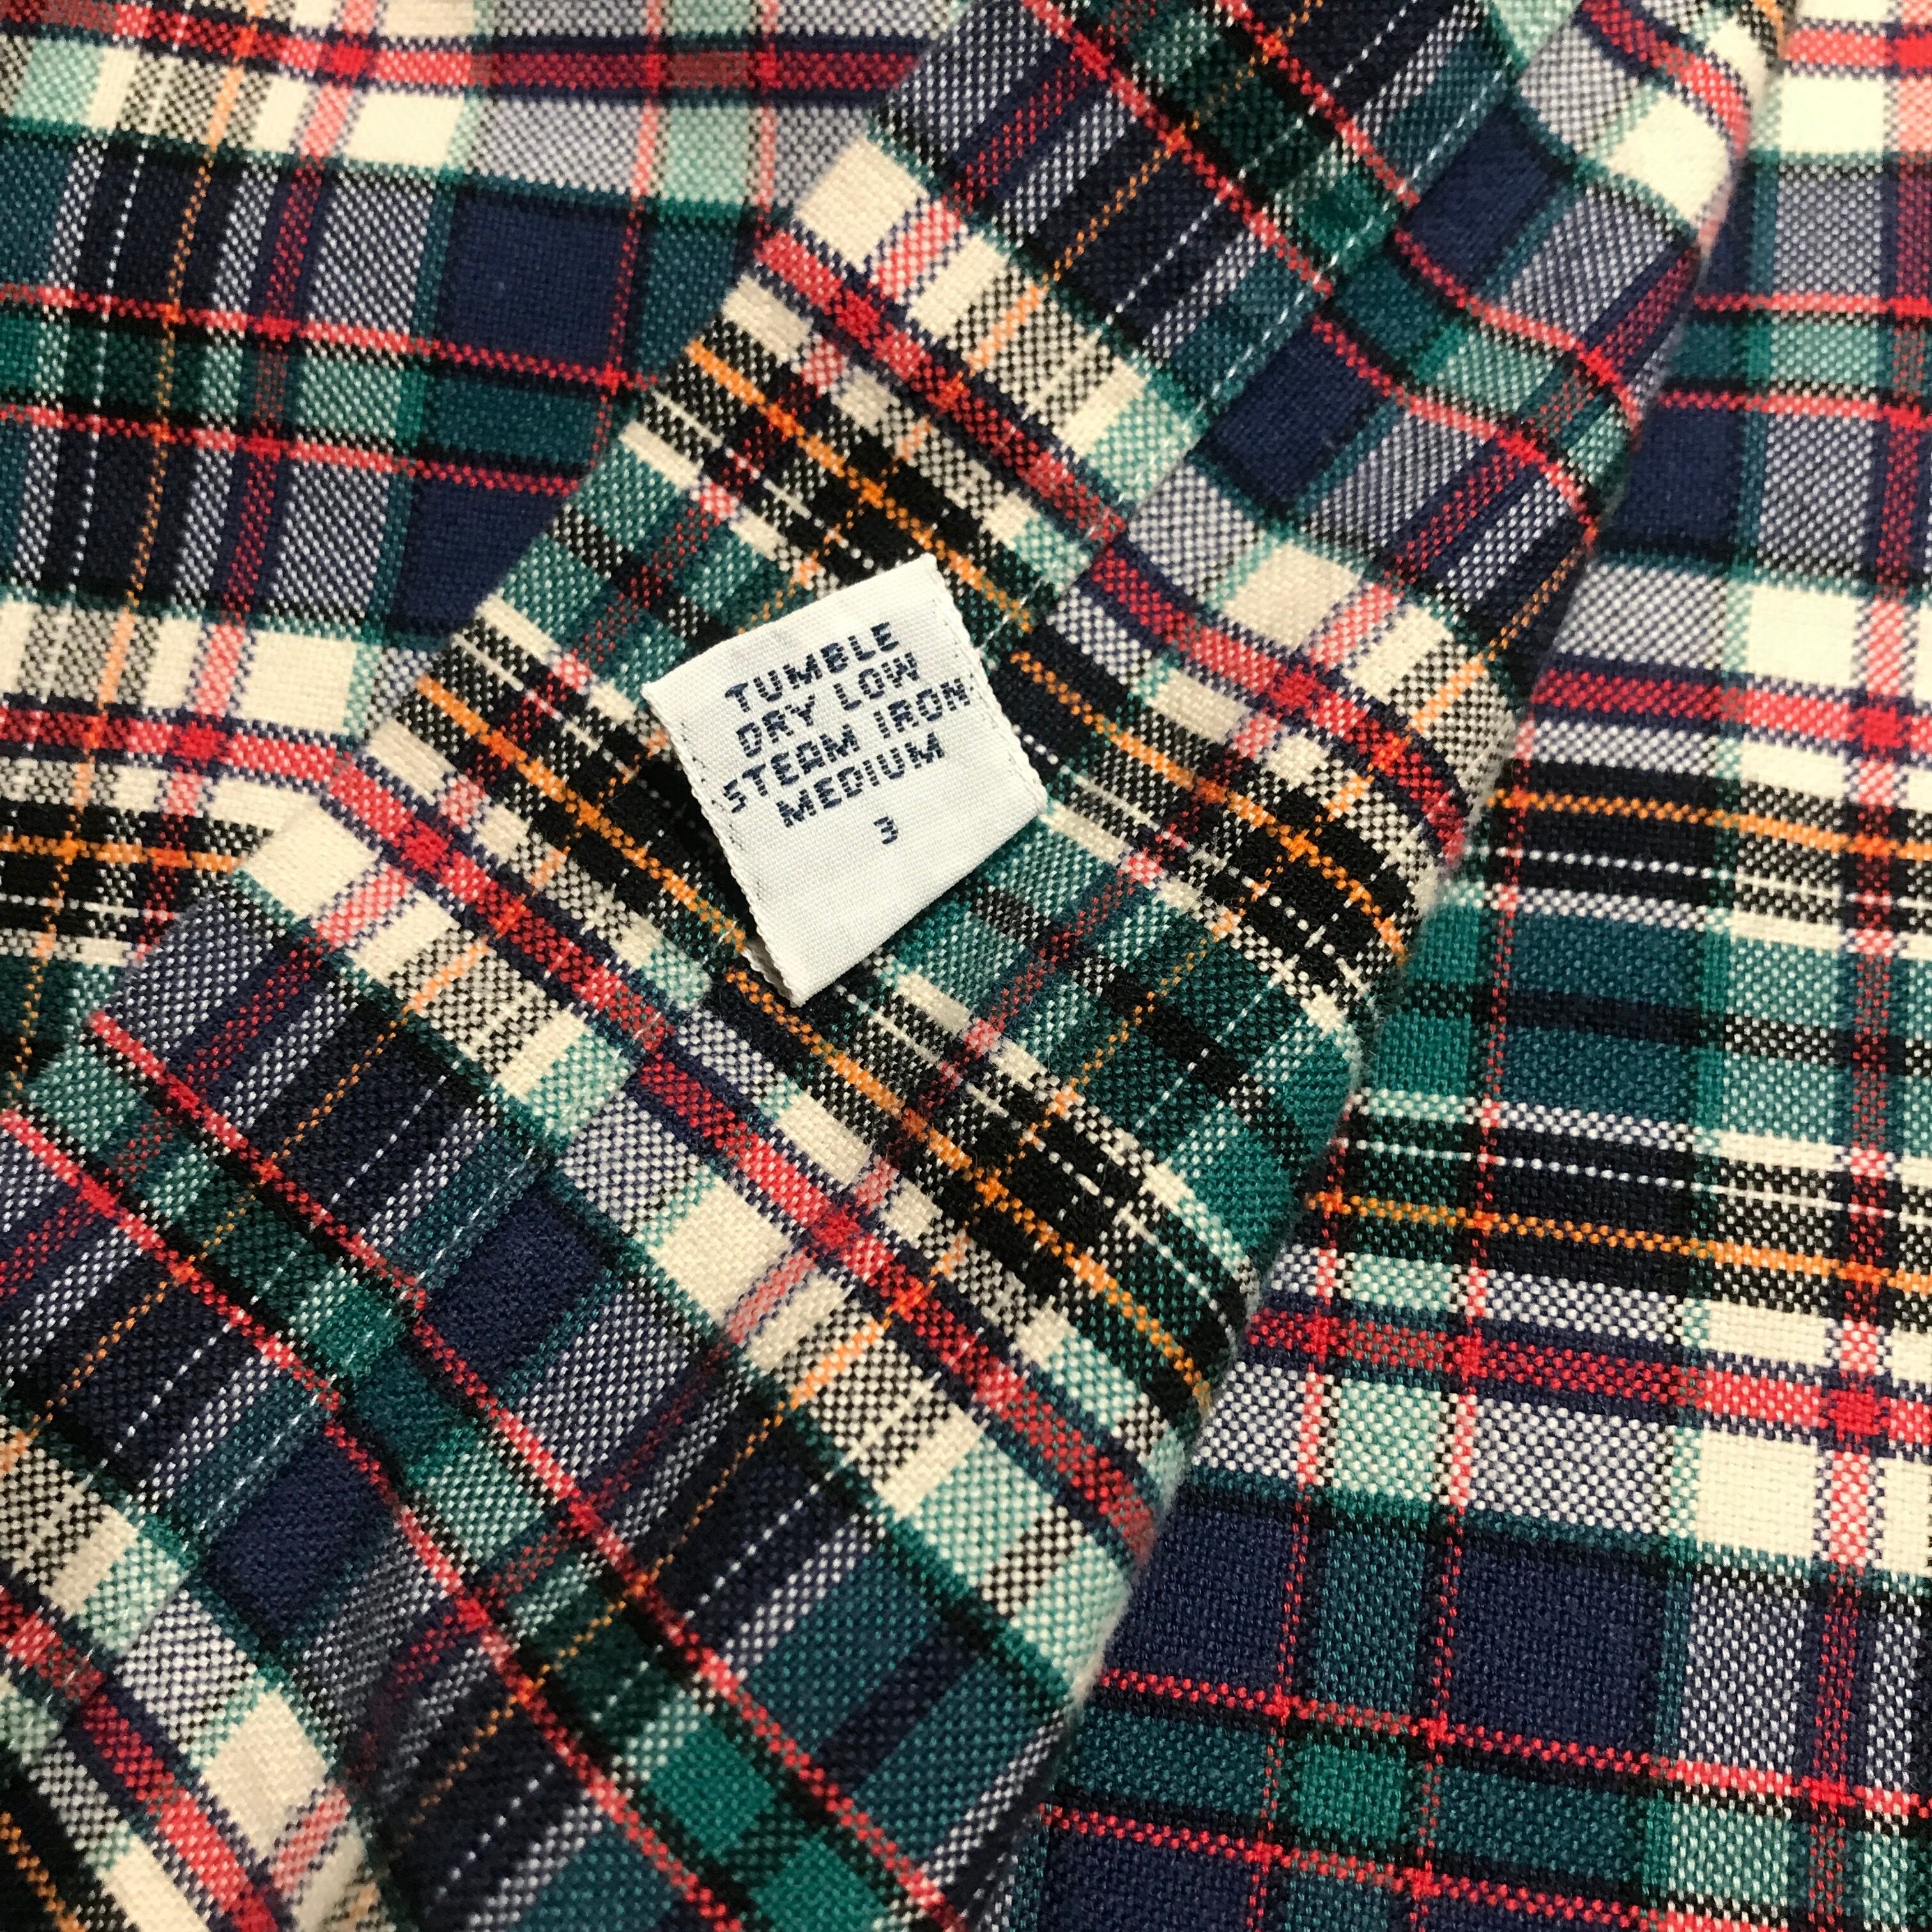 TUMBLE
DRY LOW
STEAM IRON
MEDIUM
3